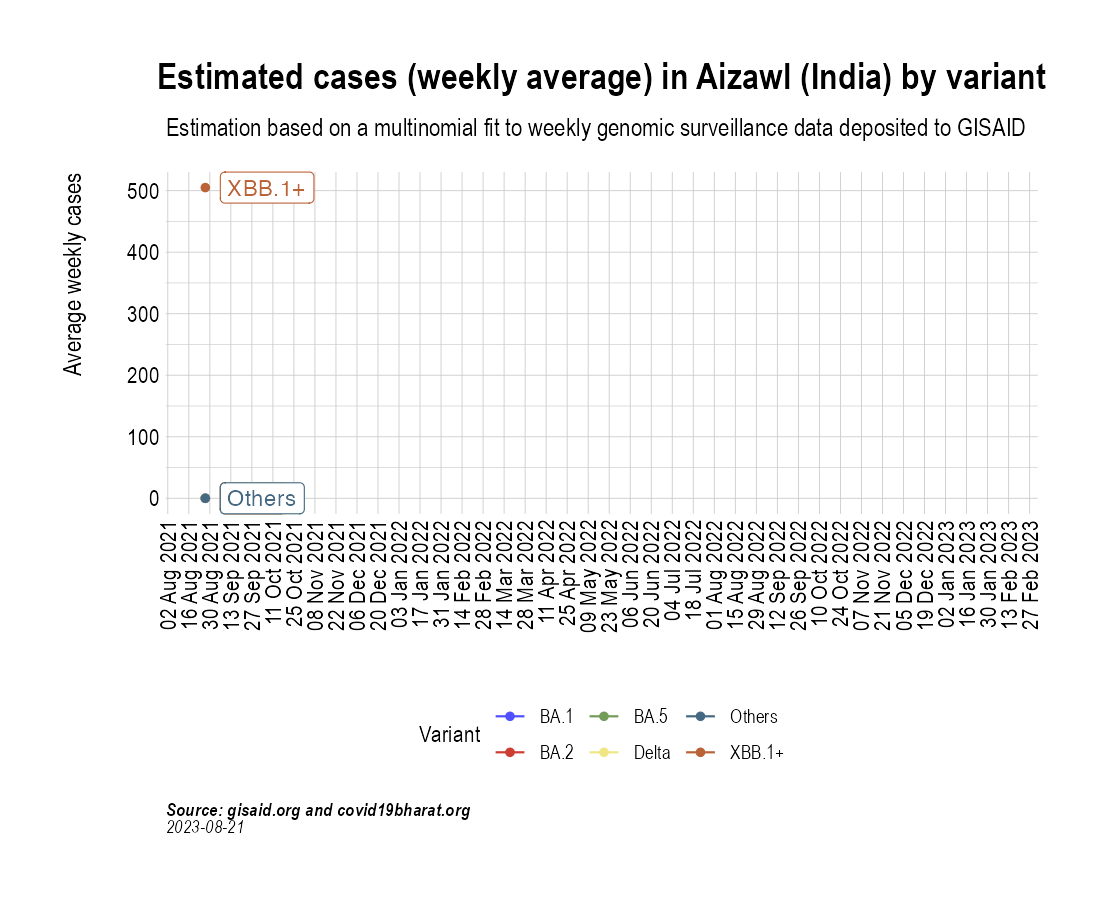 Estimated cases (weekly average) in Aizawl (India) by variant
Estimation based on a multinomial fit to weekly genomic surveillance data deposited to GISAID
Average weekly cases
500
400
300
200
100
0
XBB.1+
Others
02 Aug 2021
16 Aug 2021
30 Aug 2021
13 Sep 2021
27 Sep 2021
11 Oct 2021
25 Oct 2021
08 Nov 2021
22 Nov 2021
06 Dec 2021
20 Dec 2021
03 Jan 2022
17 Jan 2022
31 Jan 2022
14 Feb 2022
28 Feb 2022
14 Mar 2022
28 Mar 2022
11 Apr 2022
25 Apr 2022
09 May 2022
23 May 2022
06 Jun 2022
20 Jun 2022
04 Jul 2022
18 Jul 2022
01 Aug 2022
15 Aug 2022
29 Aug 2022
12 Sep 2022
26 Sep 2022
10 Oct 2022
24 Oct 2022
07 Nov 2022
21 Nov 2022
05 Dec 2022
19 Dec 2022
02 Jan 2023
16 Jan 2023
30 Jan 2023
13 Feb 2023
27 Feb 2023
Variant
BA.1
BA.5
Others
BA.2
Delta
XBB.1+
Source: gisaid.org and covid19bharat.org
2023-08-21